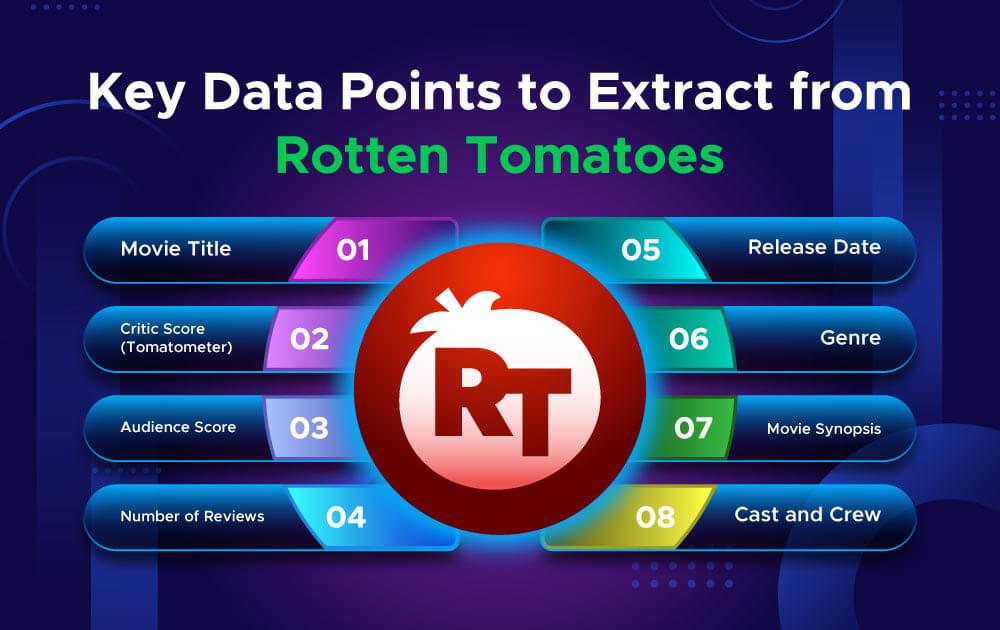 Key Data Points to Extract from
Rotten Tomatoes
Movie Title
01
Critic Score
(Tomatometer)
02
Audience Score
03
Number of Reviews
04
RT
05
Release Date
06
Genre
07
Movie Synopsis
08
Cast and Crew